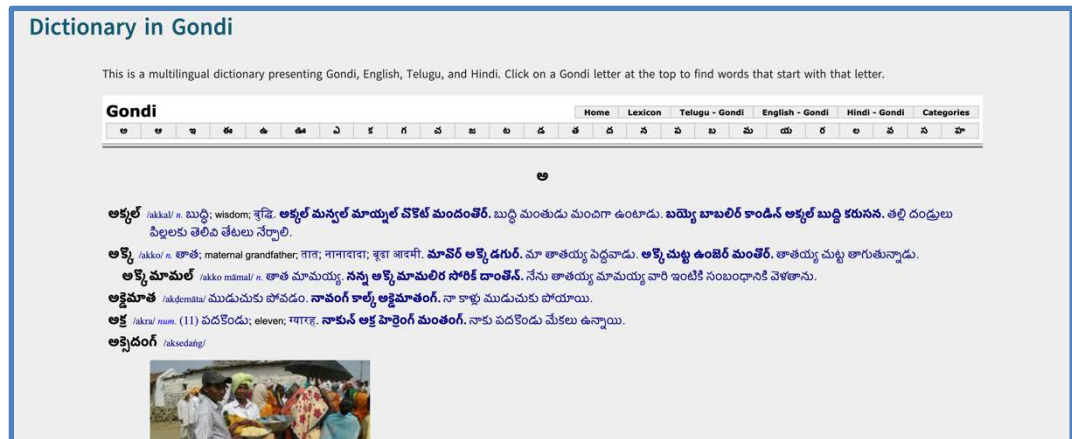 Dictionary in Gondi
This is a multilingual dictionary presenting Gondi, English, Telugu, and Hindi. Click on a Gondi letter at the top to find words that start with that letter.
Gondi
Home Lexicon Telugu - Gondi English - Gondi Hindi - Gondi Categories
అ ఆ ఇ ఈ ఉ ఊ ఎ క గ చ జ ట డ త ద న ప బ మ య ర ల వ స హ
అ
అక్కల్ /akkal/ n. బుద్ధి; wisdom; बुद्धि. అక్కల్ మన్వల్ మాయ్నల్ చొకొట్ మందంతొర్. బుద్ధి మంతుడు మంచిగా ఉంటాడు. బయ్యె బాబలిర్ కాండిన్ అక్కల్ బుద్ది కరుసన. తల్లి దండ్రులు
పిల్లలకు తెలివి తేటలు నేర్పాలి.
అక్కొ /akko/ n. తాత; maternal grandfather; तात; नानादादा; बूढा आदमी. మావొర్ అక్కొ డగుర్. మా తాతయ్య పెద్దవాడు. అక్కొ చుట్ట ఉంజెర్ మంతొర్. తాతయ్య చుట్ట తాగుతున్నాడు.
అక్కొ మామల్ /akko māmal/ n. తాత మామయ్య. నన్న అక్కొ మామలిర సోరిక్ దాంతొన్. నేను తాతయ్య మామయ్య వారి ఇంటికి సంబంధానికి వెళతాను.
అక్డెమాత /akḍemāta/ ముడుచుకు పోవడం. నావంగ్ కాల్క్ అక్డెమాతంగ్. నా కాళ్లు ముడుచుకు పోయాయి.
అక్ర /akra/ num. (11) పదకొండు; eleven; ग्यारह. నాకున్ అక్ర హెర్రెంగ్ మంతంగ్. నాకు పదకొండు మేకలు ఉన్నాయి.
అక్సెదంగ్ /aksedang/